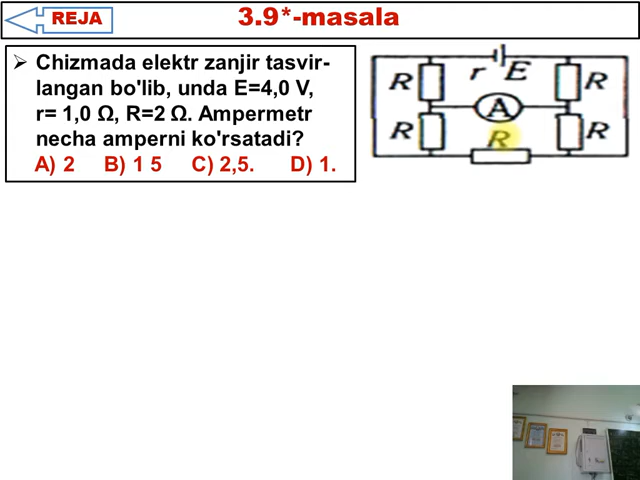 REJA
3.9*-masala
➢ Chizmada elektr zanjir tasvir-
langan bo'lib, unda E=4,0 V,
r= 1,0 Ω, R=2 Ω. Ampermetr
necha amperni ko'rsatadi?
A) 2 B) 1 5 C) 2,5. D) 1.
R r E R
A
R R R